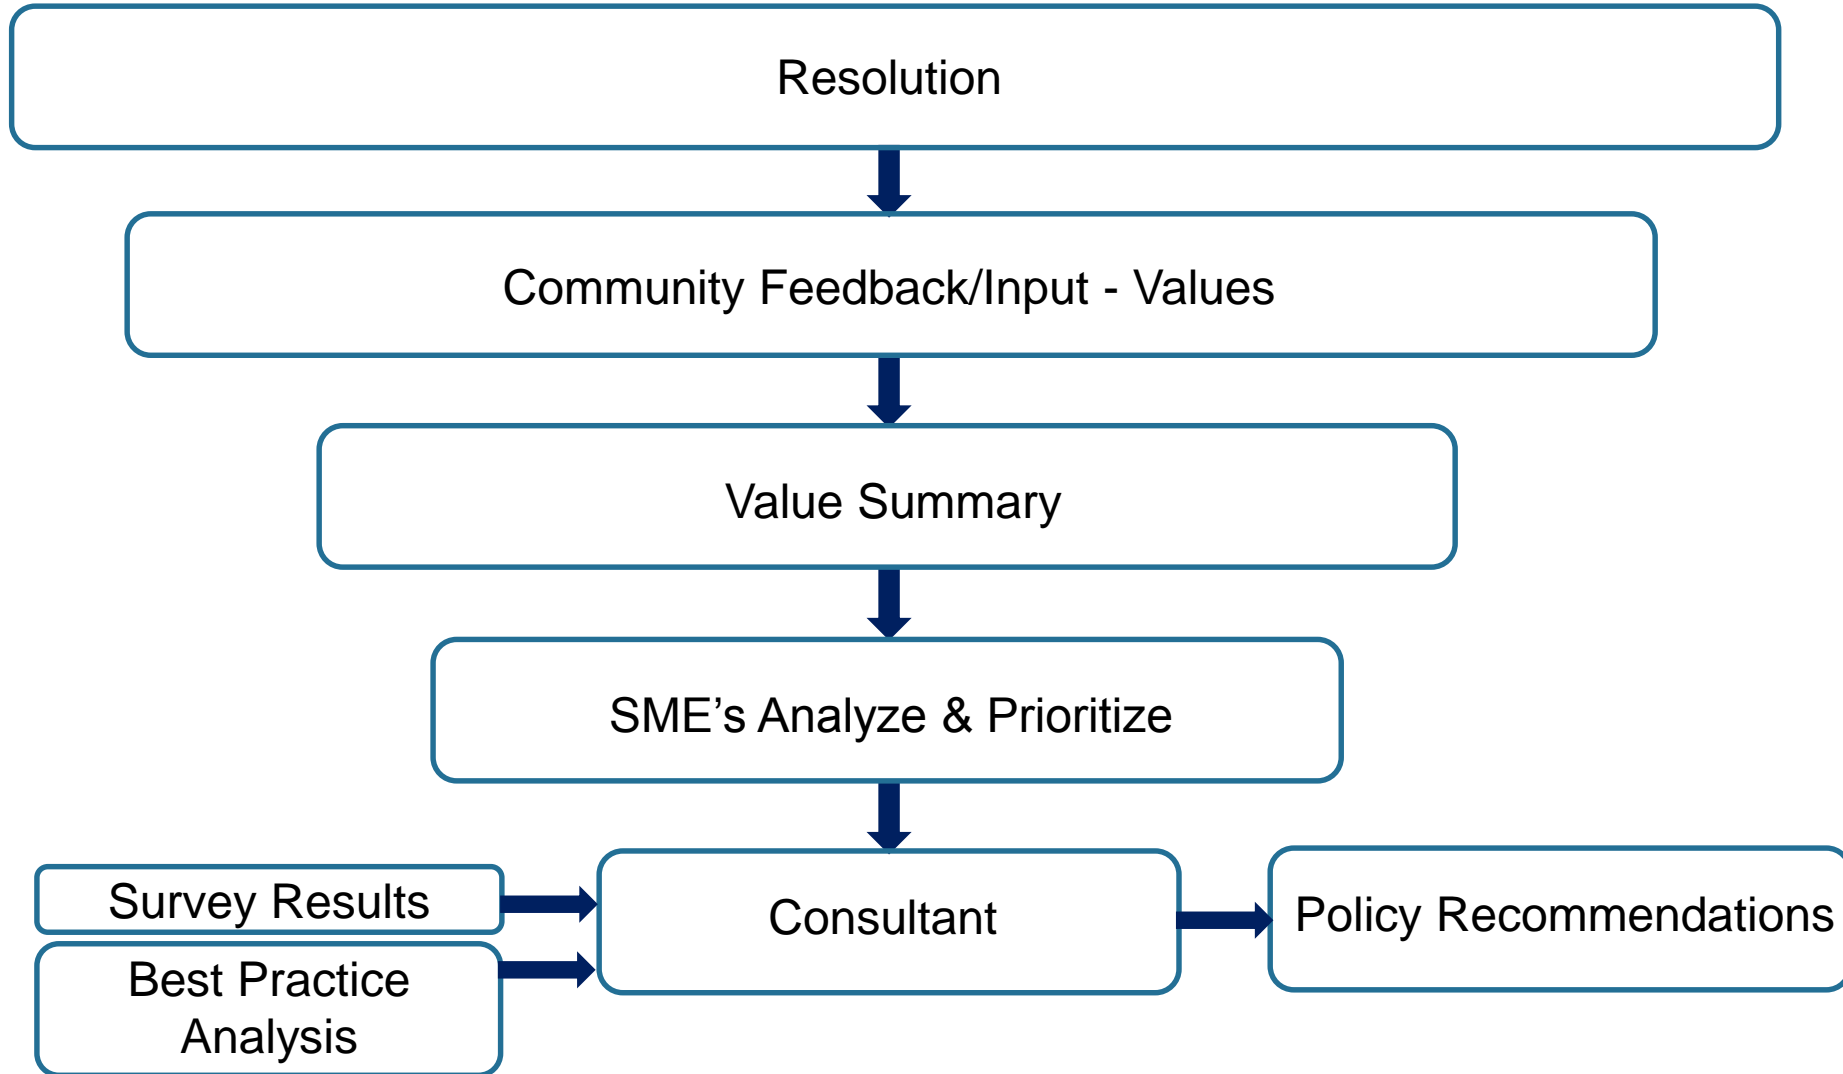 Resolution
Community Feedback/Input - Values
Value Summary
SME’s Analyze & Prioritize
Survey Results
Consultant
Policy Recommendations
Best Practice
Analysis